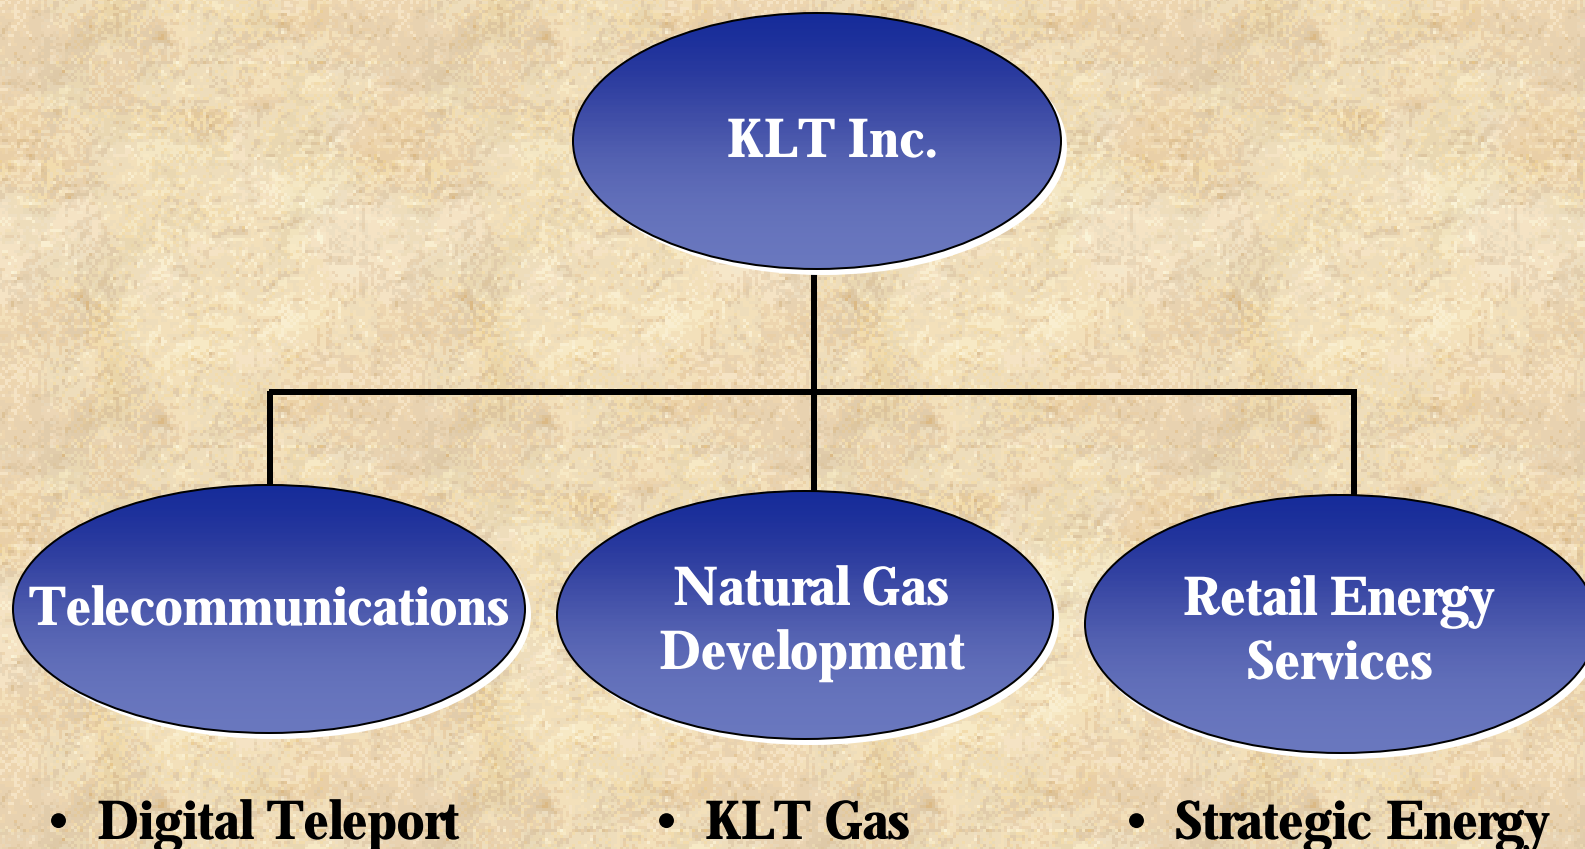 KLT Inc.
Telecommunications
Natural Gas
Development
Retail Energy
Services
• Digital Teleport
• KLT Gas
• Strategic Energy